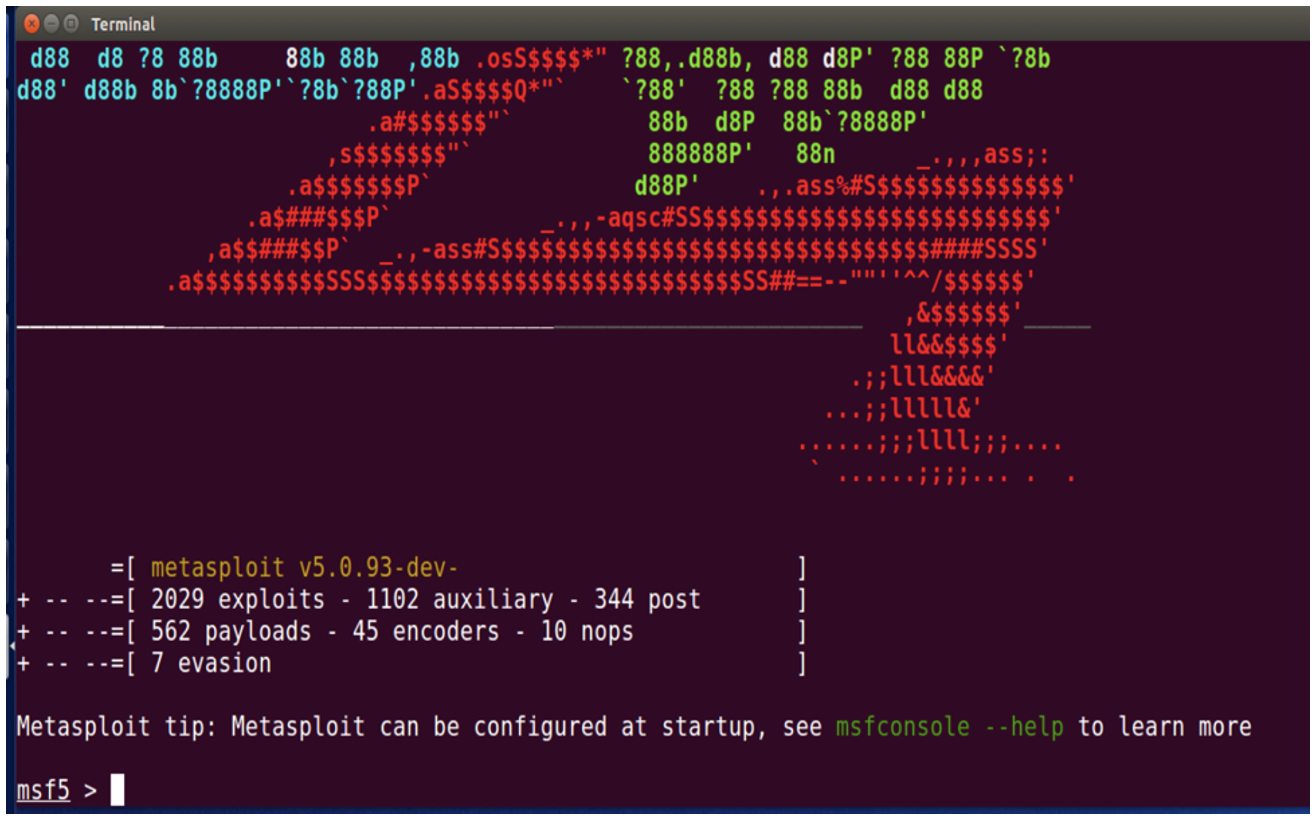 Terminal
d88 d8 ?8 88b 88b 88b ,88b .osS$$$$*" ?88,.d88b, d88 d8P' ?88 88P `?8b
d88' d88b 8b`?8888P'`?8b`?88P'.aS$$$$Q*"` `?88' ?88 ?88 88b d88 d88
.a#$$$$$$"` 88b d8P 88b`?8888P'
,s$$$$$$$"` 888888P' 88n _.,,,ass;:
.a$$$$$$$P` d88P' .,.ass%#S$$$$$$$$$$$$$$'
.a$###$$$P` _.,,-aqsc#SS$$$$$$$$$$$$$$$$$$$$$$$$$$'
,a$$###$$P` _.,-ass#S$$$$$$$$$$$$$$$$$$$$$$$$$$$$$$$$####SSSS'
.a$$$$$$$$$$SSS$$$$$$$$$$$$$$$$$$$$$$$$$$$$SS##==--""''^^/$$$$$$'
,&$$$$$$'
ll&&$$$$'
.;;lll&&&&'
...;;lllll&'
......;;;llll;;;....
` ......;;;;... . .
=[ metasploit v5.0.93-dev- ]
+ -- --=[ 2029 exploits - 1102 auxiliary - 344 post ]
+ -- --=[ 562 payloads - 45 encoders - 10 nops ]
+ -- --=[ 7 evasion ]
Metasploit tip: Metasploit can be configured at startup, see msfconsole --help to learn more
msf5 >